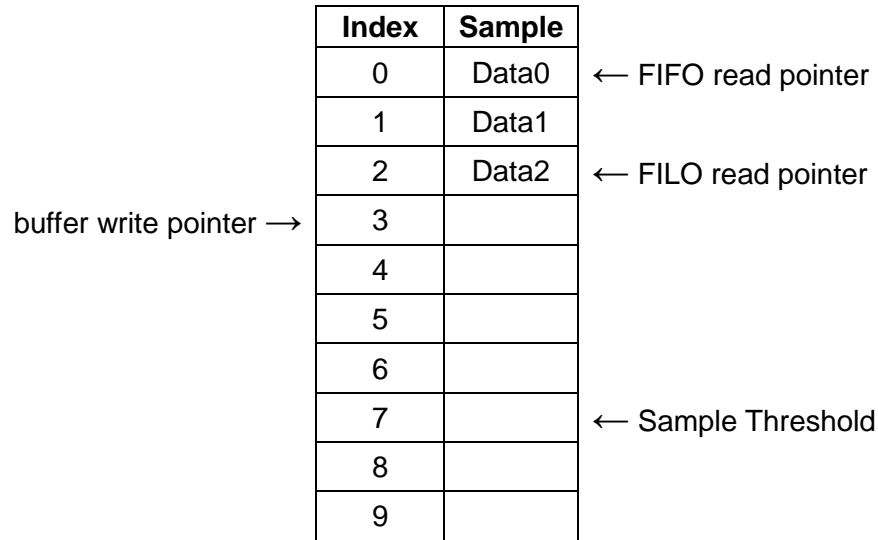 Index Sample
0 Data0 ← FIFO read pointer
1 Data1
2 Data2 ← FILO read pointer
buffer write pointer → 3
4
5
6
7 ← Sample Threshold
8
9